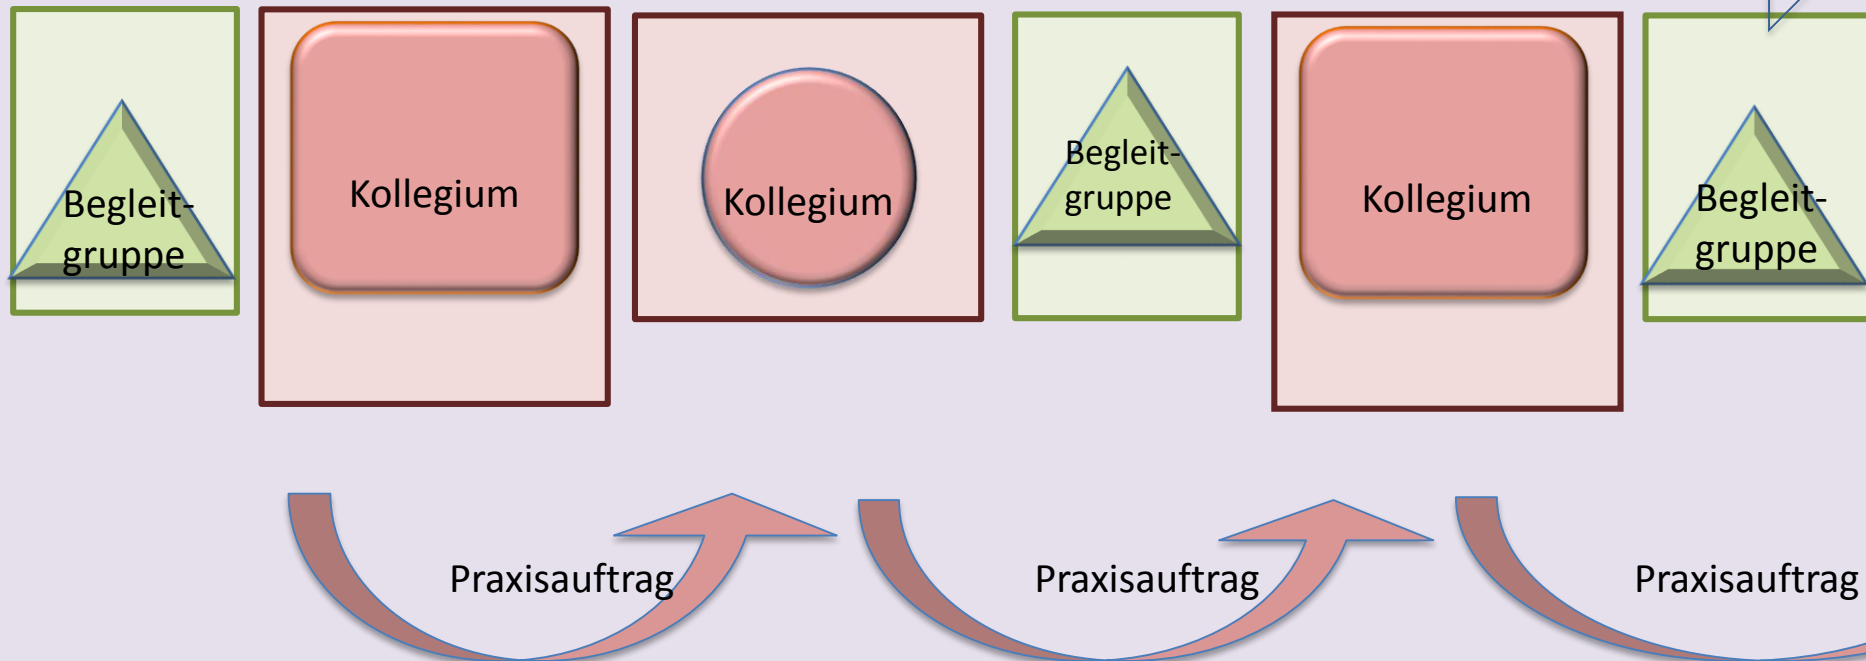 Begleit-
gruppe
Kollegium
Kollegium
Begleit-
gruppe
Kollegium
Begleit-
gruppe
Praxisauftrag
Praxisauftrag
Praxisauftrag